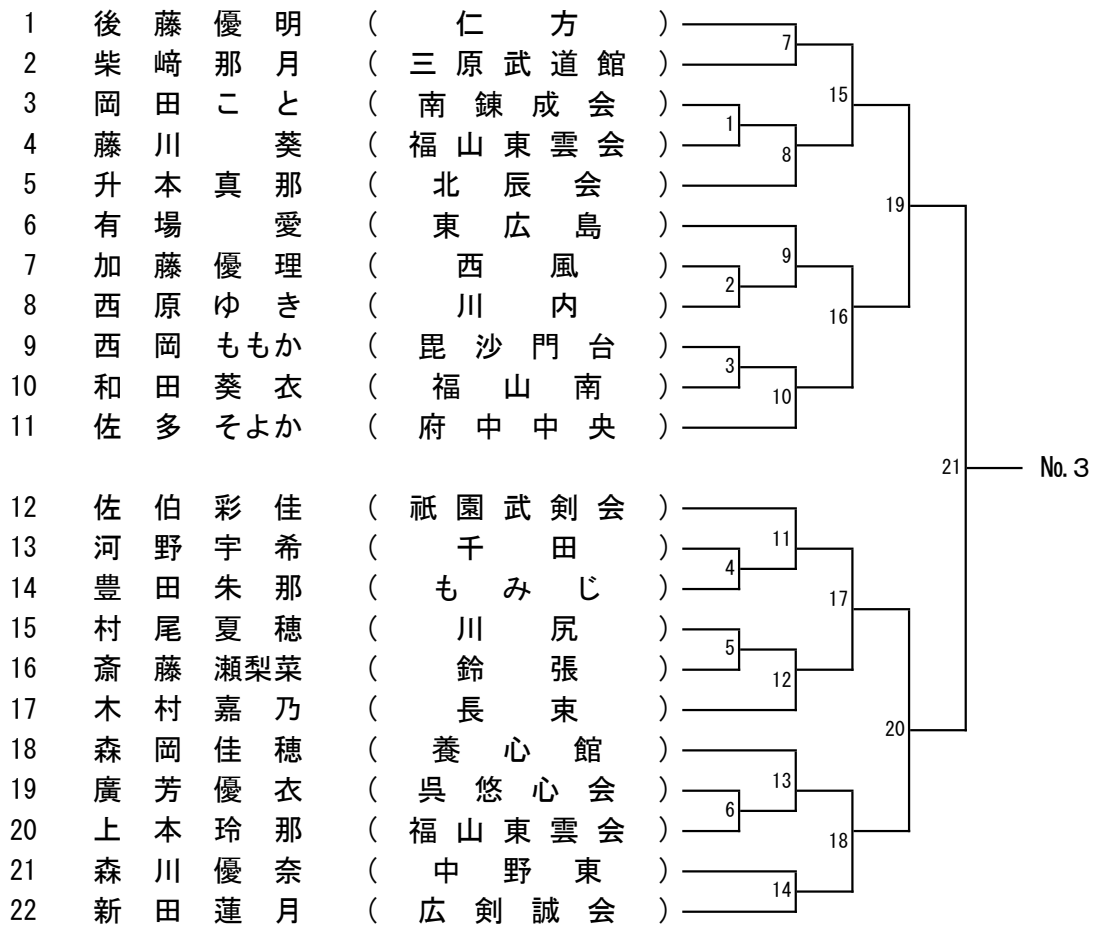 1 後藤優明 （ 仁方 ）
2 柴﨑那月 （ 三原武道館 ）
3 岡田こと （ 南錬成会 ）
4 藤川葵 （ 福山東雲会 ）
5 升本真那 （ 北辰会 ）
6 有場愛 （ 東広島 ）
7 加藤優理 （ 西風 ）
8 西原ゆき （ 川内 ）
9 西岡ももか （ 毘沙門台 ）
10 和田葵衣 （ 福山南 ）
11 佐多そよか （ 府中中央 ）
12 佐伯彩佳 （ 祇園武剣会 ）
13 河野宇希 （ 千田 ）
14 豊田朱那 （ もみじ ）
15 村尾夏穂 （ 川尻 ）
16 斎藤瀬梨菜 （ 鈴張 ）
17 木村嘉乃 （ 長束 ）
18 森岡佳穂 （ 養心館 ）
19 廣芳優衣 （ 呉悠心会 ）
20 上本玲那 （ 福山東雲会 ）
21 森川優奈 （ 中野東 ）
22 新田蓮月 （ 広剣誠会 ）
1
2
3
4
5
6
7
8
9
10
11
12
13
14
15
16
17
18
19
20
21
№３